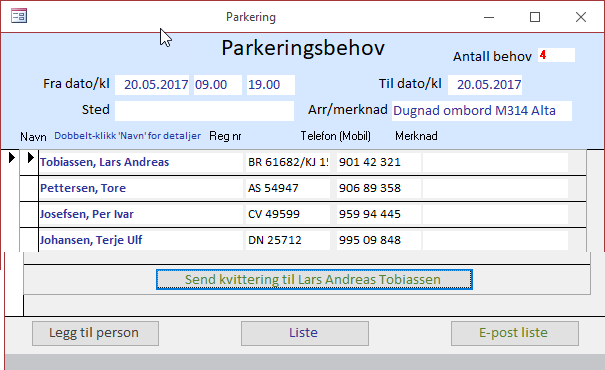 Parkering
Parkeringsbehov
Antall behov 4
Fra dato/kl 20.05.2017 09.00 19.00 Til dato/kl 20.05.2017
Sted Arr/merknad Dugnad ombord M314 Alta
Navn Dobbelt-klikk 'Navn' for detaljer Reg nr Telefon (Mobil) Merknad
Tobiassen, Lars Andreas BR 61682/KJ 901 42 321
Pettersen, Tore AS 54947 906 89 358
Josefsen, Per Ivar CV 49599 959 94 445
Johansen, Terje Ulf DN 25712 995 09 848
Send kvittering til Lars Andreas Tobiassen
Legg til person Liste E-post liste